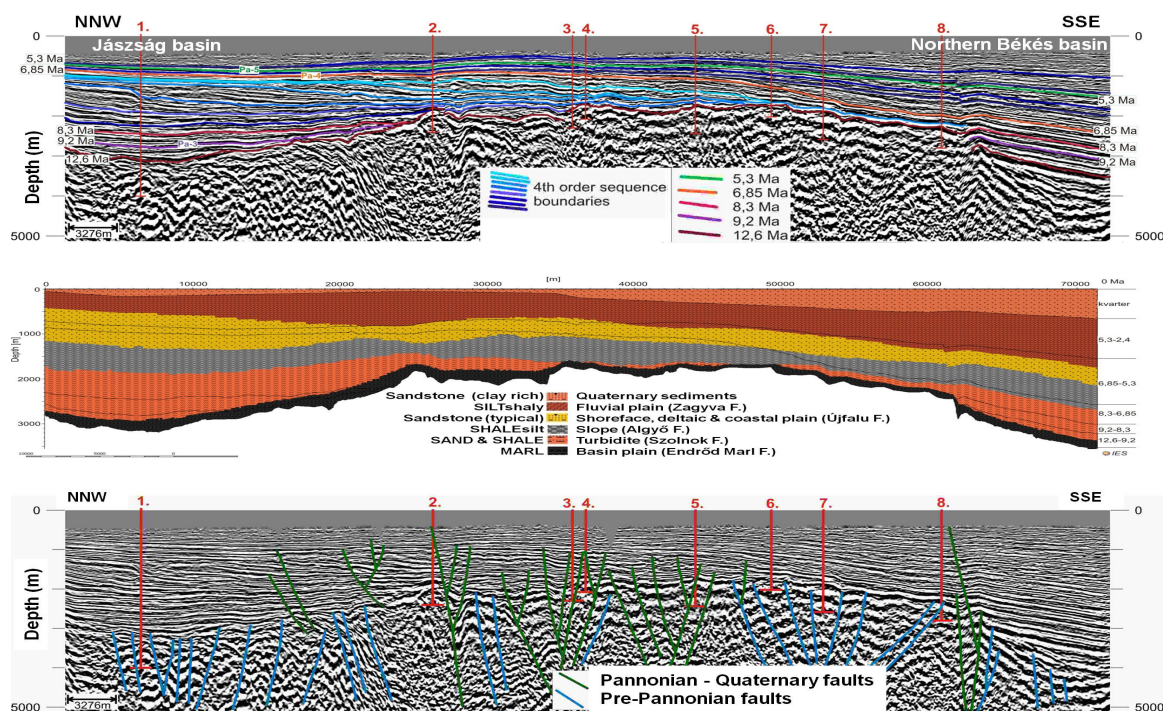 NNW SSE
1. 2. 3. 4. 5. 6. 7. 8.
0 Jászság basin Northern Békés basin 0
5,3 Ma Pa-5
6,85 Ma Pa-4
5,3 Ma
8,3 Ma 6,85 Ma
9,2 Ma Pa-3 8,3 Ma
12,6 Ma 9,2 Ma
Depth (m)
4th order sequence
boundaries
5,3 Ma
6,85 Ma
8,3 Ma
9,2 Ma
12,6 Ma
3276m
5000 5000
[m]
0 10000 20000 30000 40000 50000 60000 70000
0 0 Ma
kvarter
1000 5,3-2,4
Depth [m]
2000 6,85-5,3
3000 8,3-6,85
9,2-8,3
12,6-9,2
Sandstone (clay rich) Quaternary sediments
SILTshaly Fluvial plain (Zagyva F.)
Sandstone(typical) Shoreface, deltaic & coastal plain (Újfalu F.)
SHALEsilt Slope (Algyő F.)
SAND & SHALE Turbidite (Szolnok F.)
MARL Basin plain (Endrőd Marl F.)
IES
NNW SSE
1. 2. 3. 4. 5. 6. 7. 8.
0 0
Depth (m)
Pannonian - Quaternary faults
Pre-Pannonian faults
3276m
5000 5000